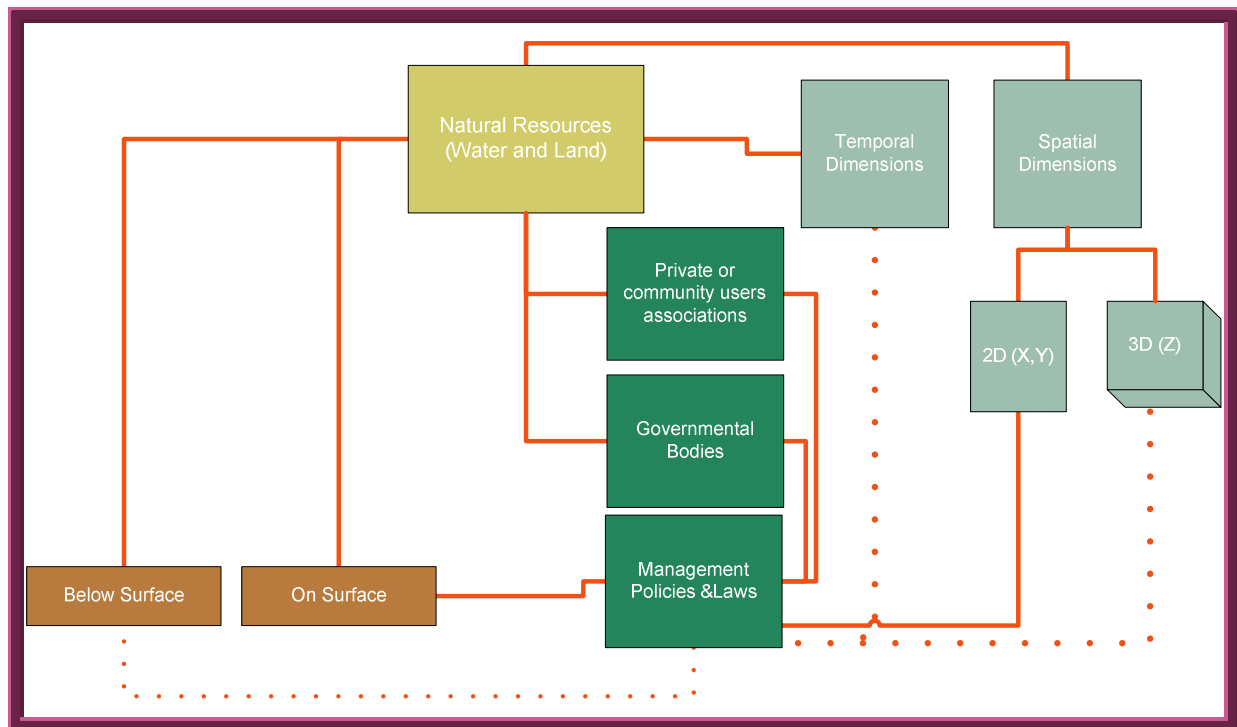 Natural Resources
(Water and Land)
Temporal
Dimensions
Spatial
Dimensions
Private or
community users
associations
2D (X,Y)
3D (Z)
Governmental
Bodies
Management
Policies &Laws
Below Surface
On Surface